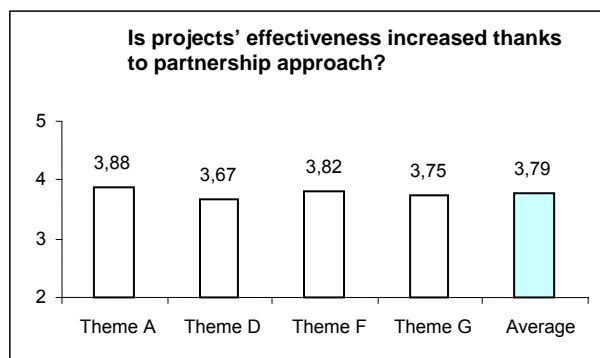 Is projects' effectiveness increased thanks
to partnership approach?
5
4
3
2
3,88
3,67
3,82
3,75
3,79
Theme A
Theme D
Theme F
Theme G
Average